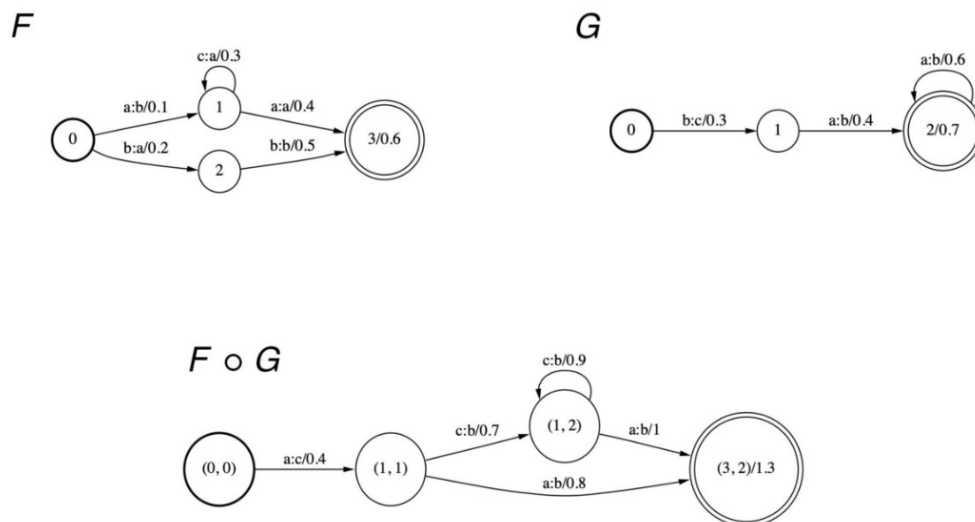 F
G
c:a/0.3
a:b/0.6
a:b/0.1
1
a:a/0.4
0
3/0.6
0
b:c/0.3
1
a:b/0.4
2/0.7
b:a/0.2
2
b:b/0.5
F ○ G
c:b/0.9
c:b/0.7
(1, 2)
a:b/1
(0, 0)
a:c/0.4
(1, 1)
a:b/0.8
(3, 2)/1.3